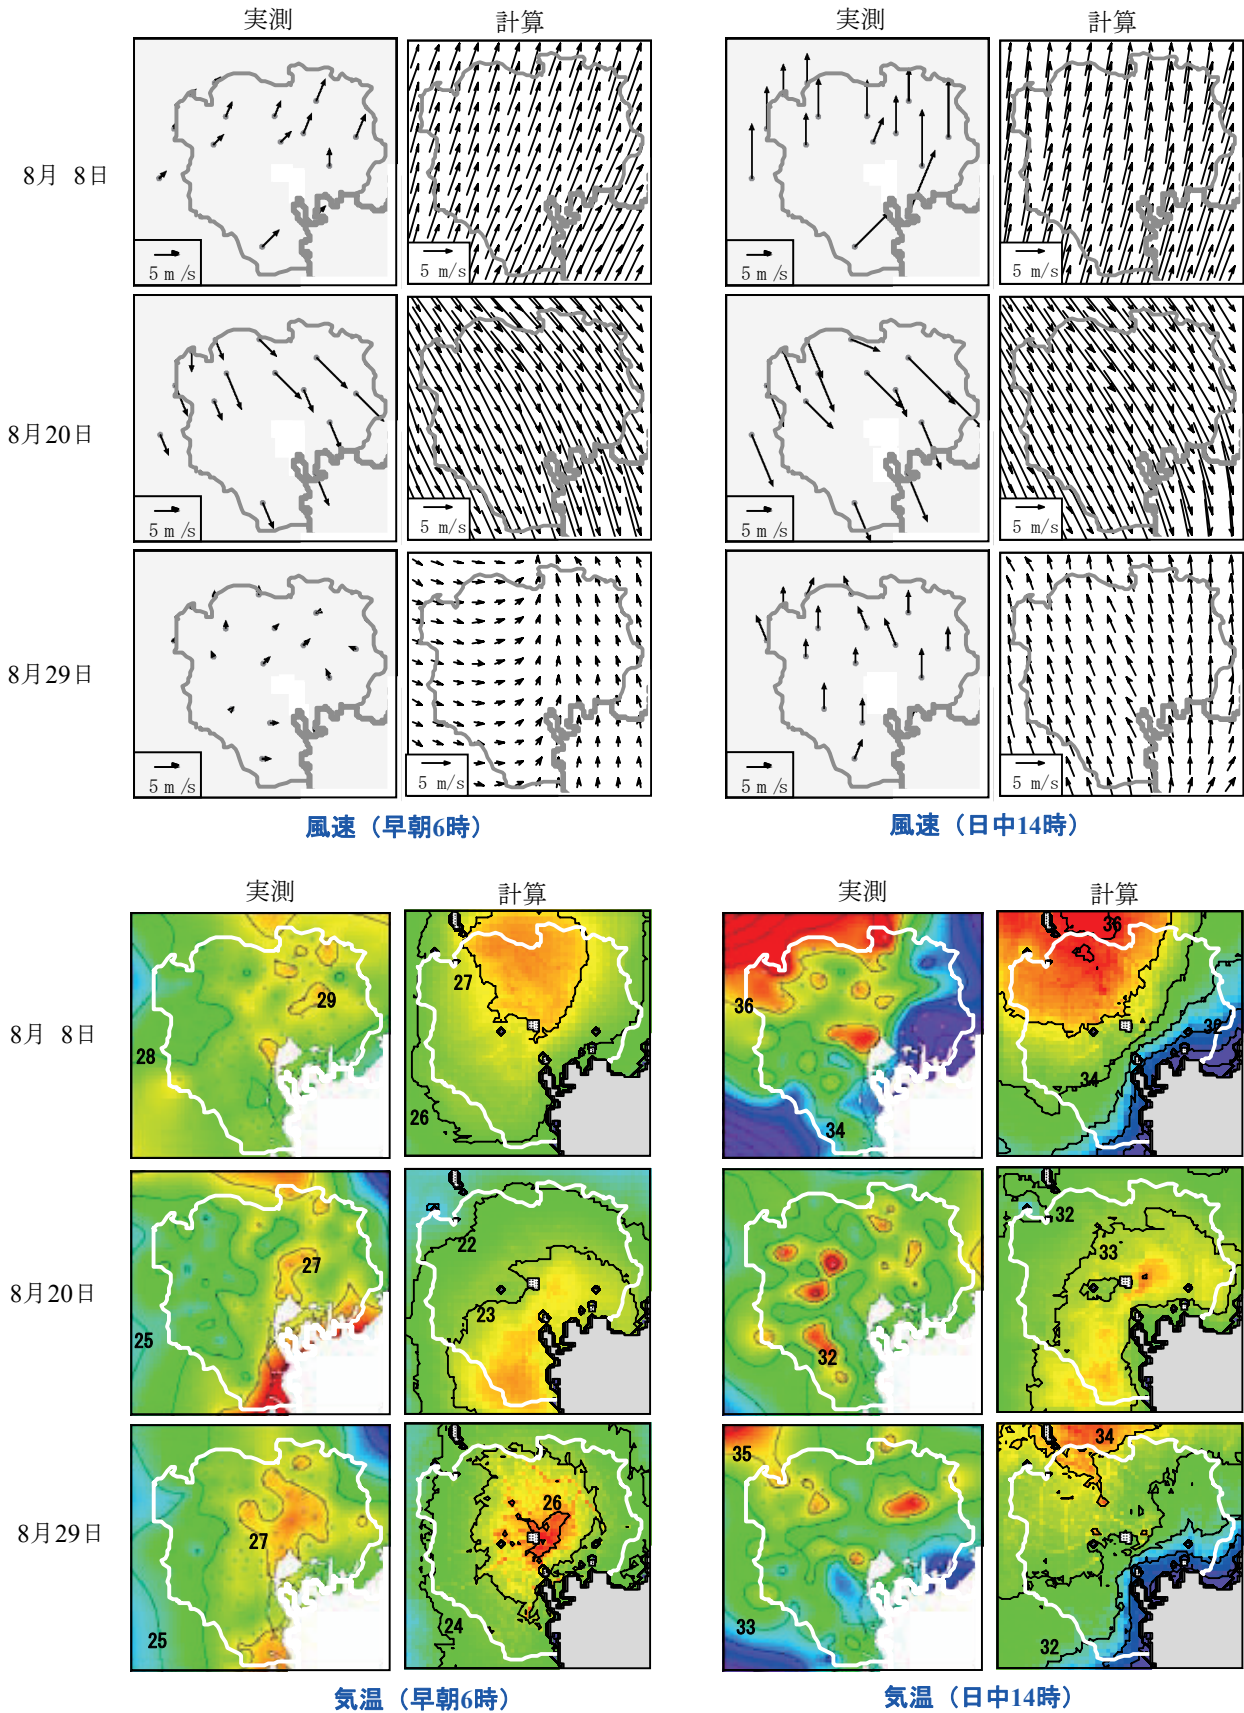 実測 計算 実測 計算
8月 8日
5 m/s 5 m/s 5 m/s 5 m/s
8月20日
5 m/s 5 m/s 5 m/s 5 m/s
8月29日
5 m/s 5 m/s 5 m/s 5 m/s
風速（早朝6時） 風速（日中14時）
実測 計算 実測 計算
8月 8日
29 28
27 26
36 34
36 34 30
8月20日
27 25
22 23
32
32 33
8月29日
27 25
26 24
35 33
34 32
気温（早朝6時） 気温（日中14時）